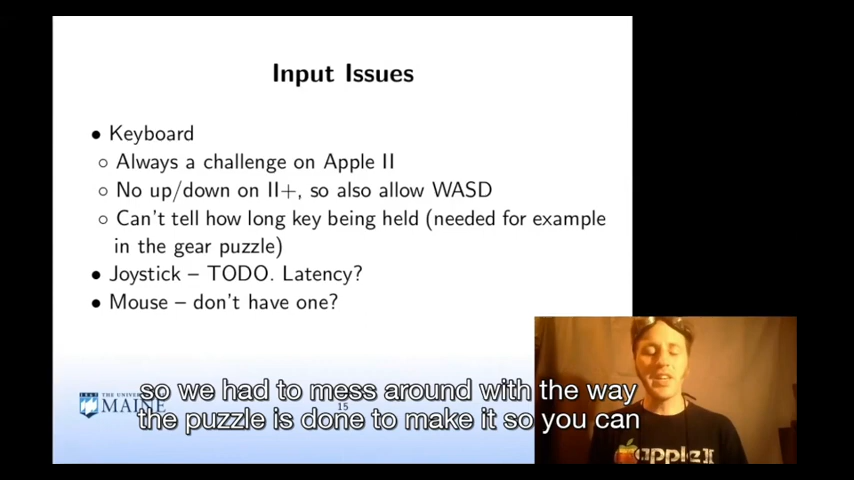 Input Issues
• Keyboard
◦ Always a challenge on Apple II
◦ No up/down on II+, so also allow WASD
◦ Can't tell how long key being held (needed for example
in the gear puzzle)
• Joystick – TODO. Latency?
• Mouse – don't have one?
so we had to mess around with the way
the puzzle is done to make it so you can
MAINE
15
apple ][